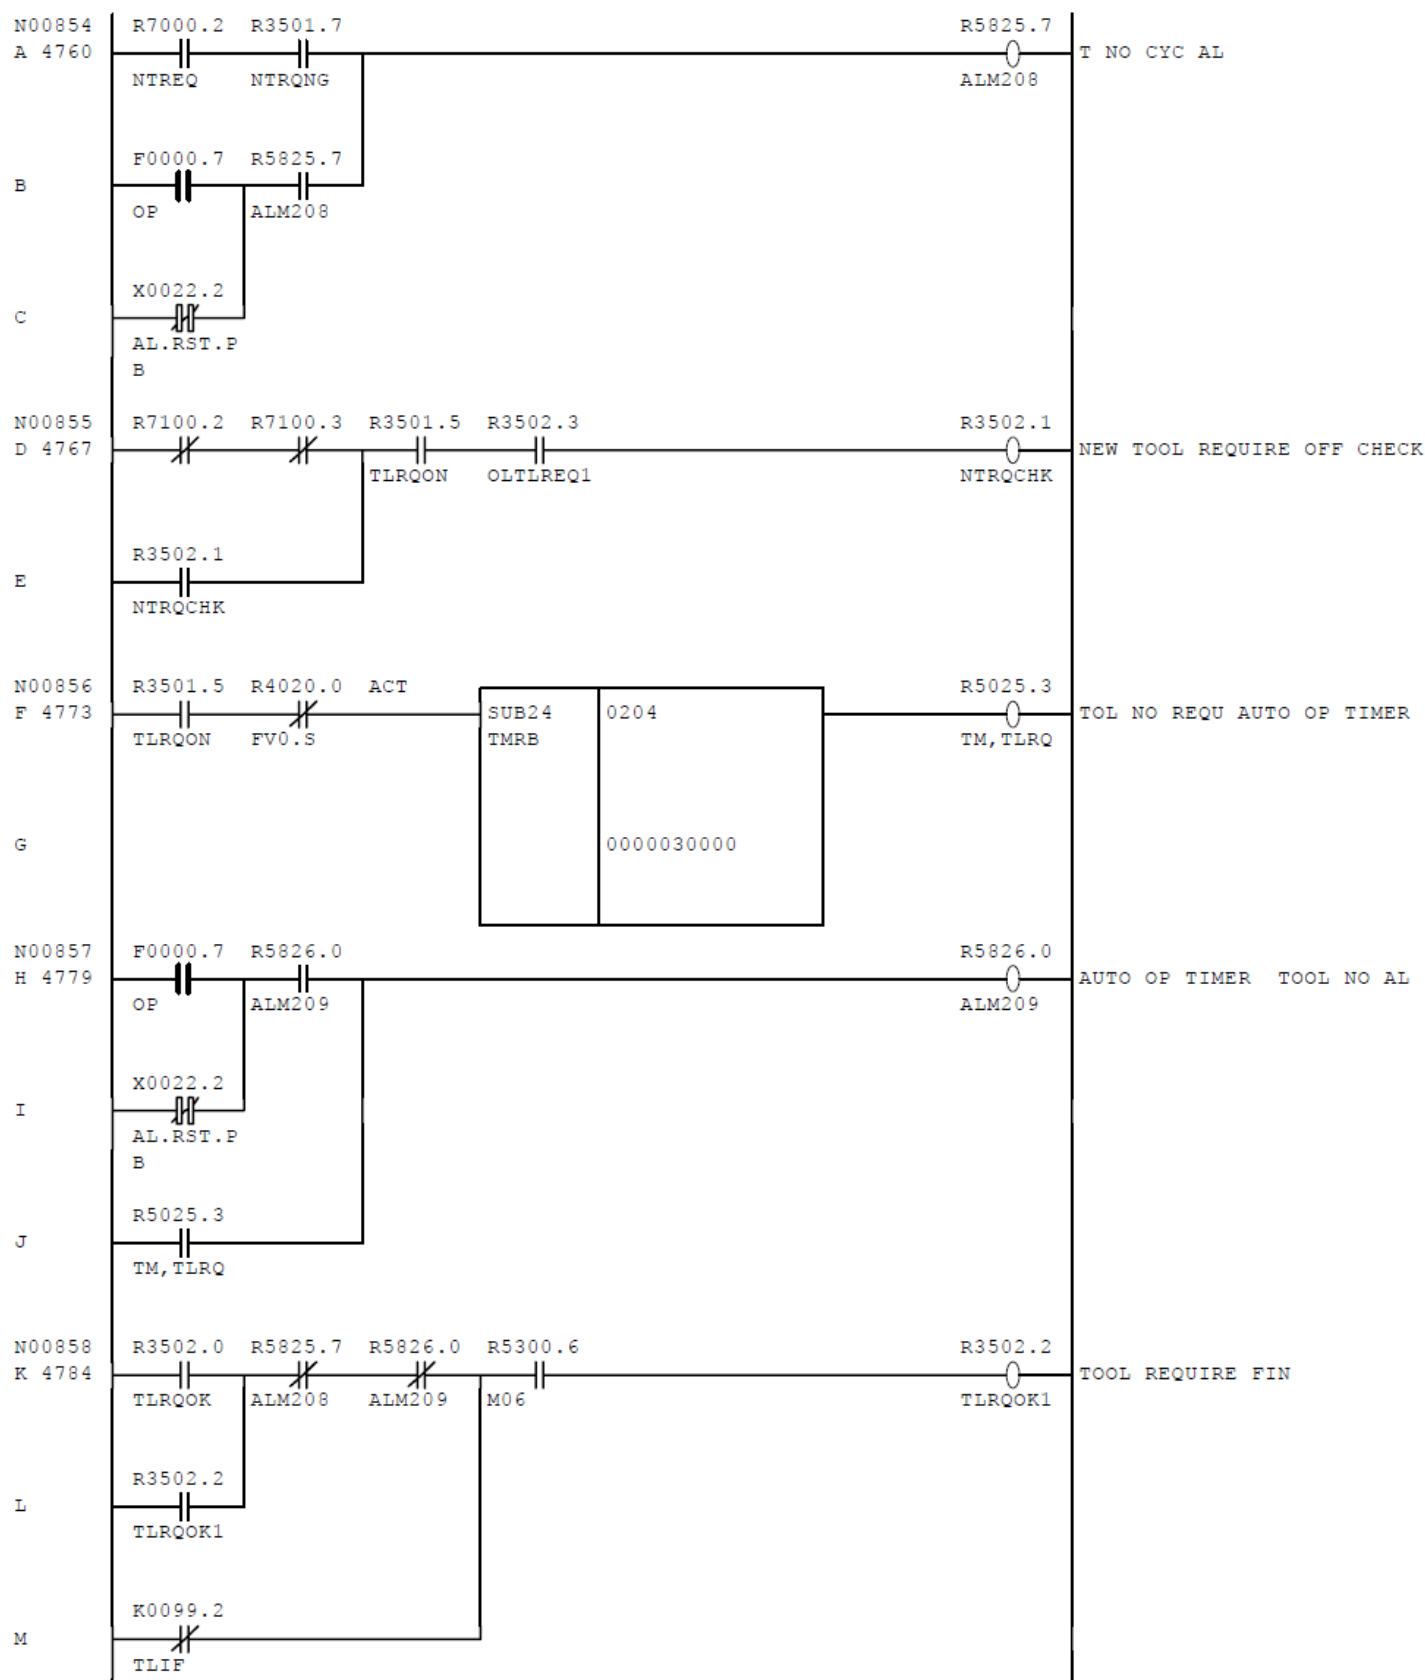 N00854 R7000.2 R3501.7 R5825.7
A 4760 T NO CYC AL
NTREQ NTRQNG ALM208
F0000.7 R5825.7
B
OP ALM208
X0022.2
C
AL.RST.P
B
N00855 R7100.2 R7100.3 R3501.5 R3502.3 R3502.1
D 4767 NEW TOOL REQUIRE OFF CHECK
TLRQON OLTLREQ1 NTRQCHK
R3502.1
E
NTRQCHK
N00856 R3501.5 R4020.0 ACT R5025.3
F 4773 SUB24 0204 TOL NO REQU AUTO OP TIMER
TLRQON FV0.S TMRB TM,TLRQ
G 0000030000
N00857 F0000.7 R5826.0 R5826.0
H 4779 AUTO OP TIMER TOOL NO AL
OP ALM209 ALM209
X0022.2
I
AL.RST.P
B
R5025.3
J
TM,TLRQ
N00858 R3502.0 R5825.7 R5826.0 R5300.6 R3502.2
K 4784 TOOL REQUIRE FIN
TLRQOK ALM208 ALM209 M06 TLRQOK1
R3502.2
L
TLRQOK1
K0099.2
M
TLIF